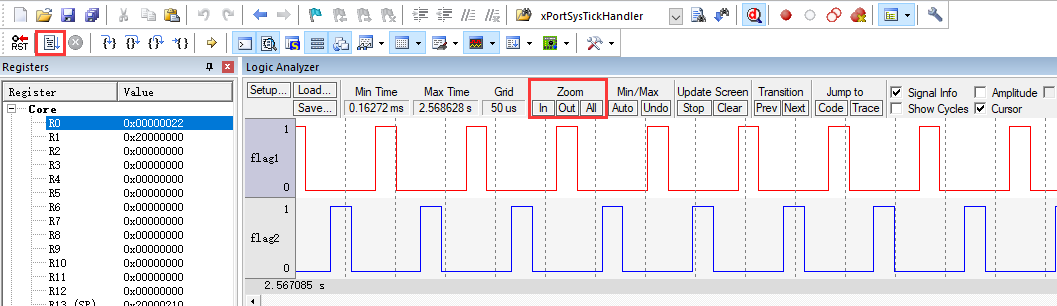 xPortSysTickHandler
RST
Registers
Logic Analyzer
Register Value
Core
R0 0x00000022
R1 0x20000000
R2 0x00000000
R3 0x00000000
R4 0x00000000
R5 0x00000000
R6 0x00000000
R7 0x00000000
R8 0x00000000
R9 0x00000000
R10 0x00000000
R11 0x00000000
R12 0x00000000
R13 (SP) 0x20000210
Setup... Load... Min Time Max Time Grid Zoom Min/Max Update Screen Transition Jump to Signal Info Amplitude
Save... 0.16272 ms 2.568628 s 50 us In Out All Auto Undo Stop Clear Prev Next Code Trace Show Cycles Cursor
1
flag1
0
1
flag2
0
2.567085 s